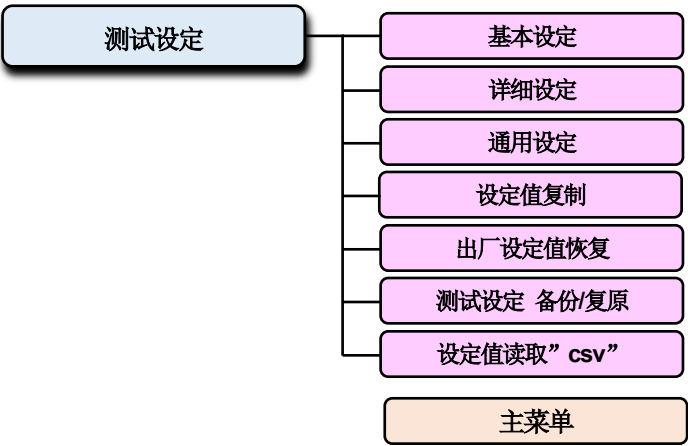 测试设定
基本设定
详细设定
通用设定
设定值复制
出厂设定值恢复
测试设定 备份/复原
设定值读取”csv”
主菜单